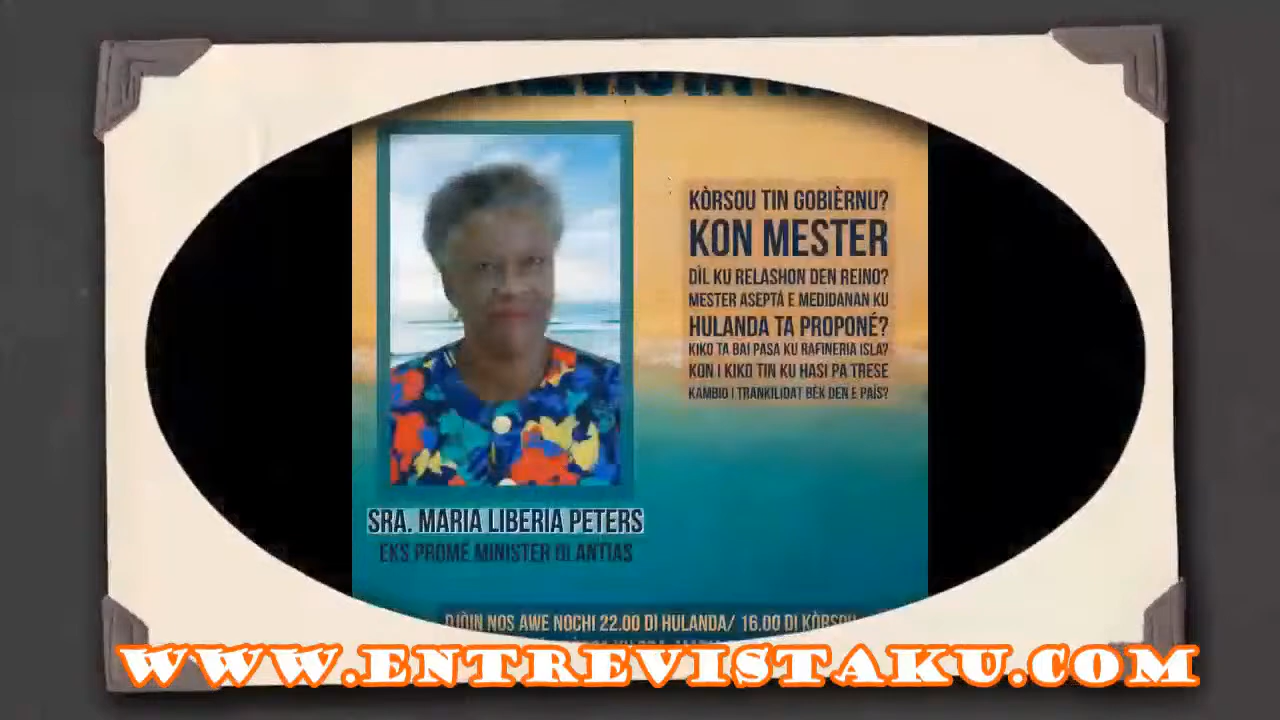 KÒRSOU TIN GOBIÈRNU?
KON MESTER
DÌL KU RELASHON DEN REINO?
MESTER ASEPTÁ E MEDIDANAN KU
HULANDA TA PROPONÉ?
KIKO TA BAI PASA KU RAFINERIA ISLA?
KON I KIKO TIN KU HASI PA TRESE
KAMBIO I TRANKILIDAT BÈK DEN E PAÍS?
SRA. MARIA LIBERIA PETERS
EKS PROMÉ MINISTER DI ANTIAS
DJÒIN NOS AWE NOCHI 22.00 DI HULANDA/ 16.00 DI KÒRSOU
WWW.ENTREVISTAKU.COM